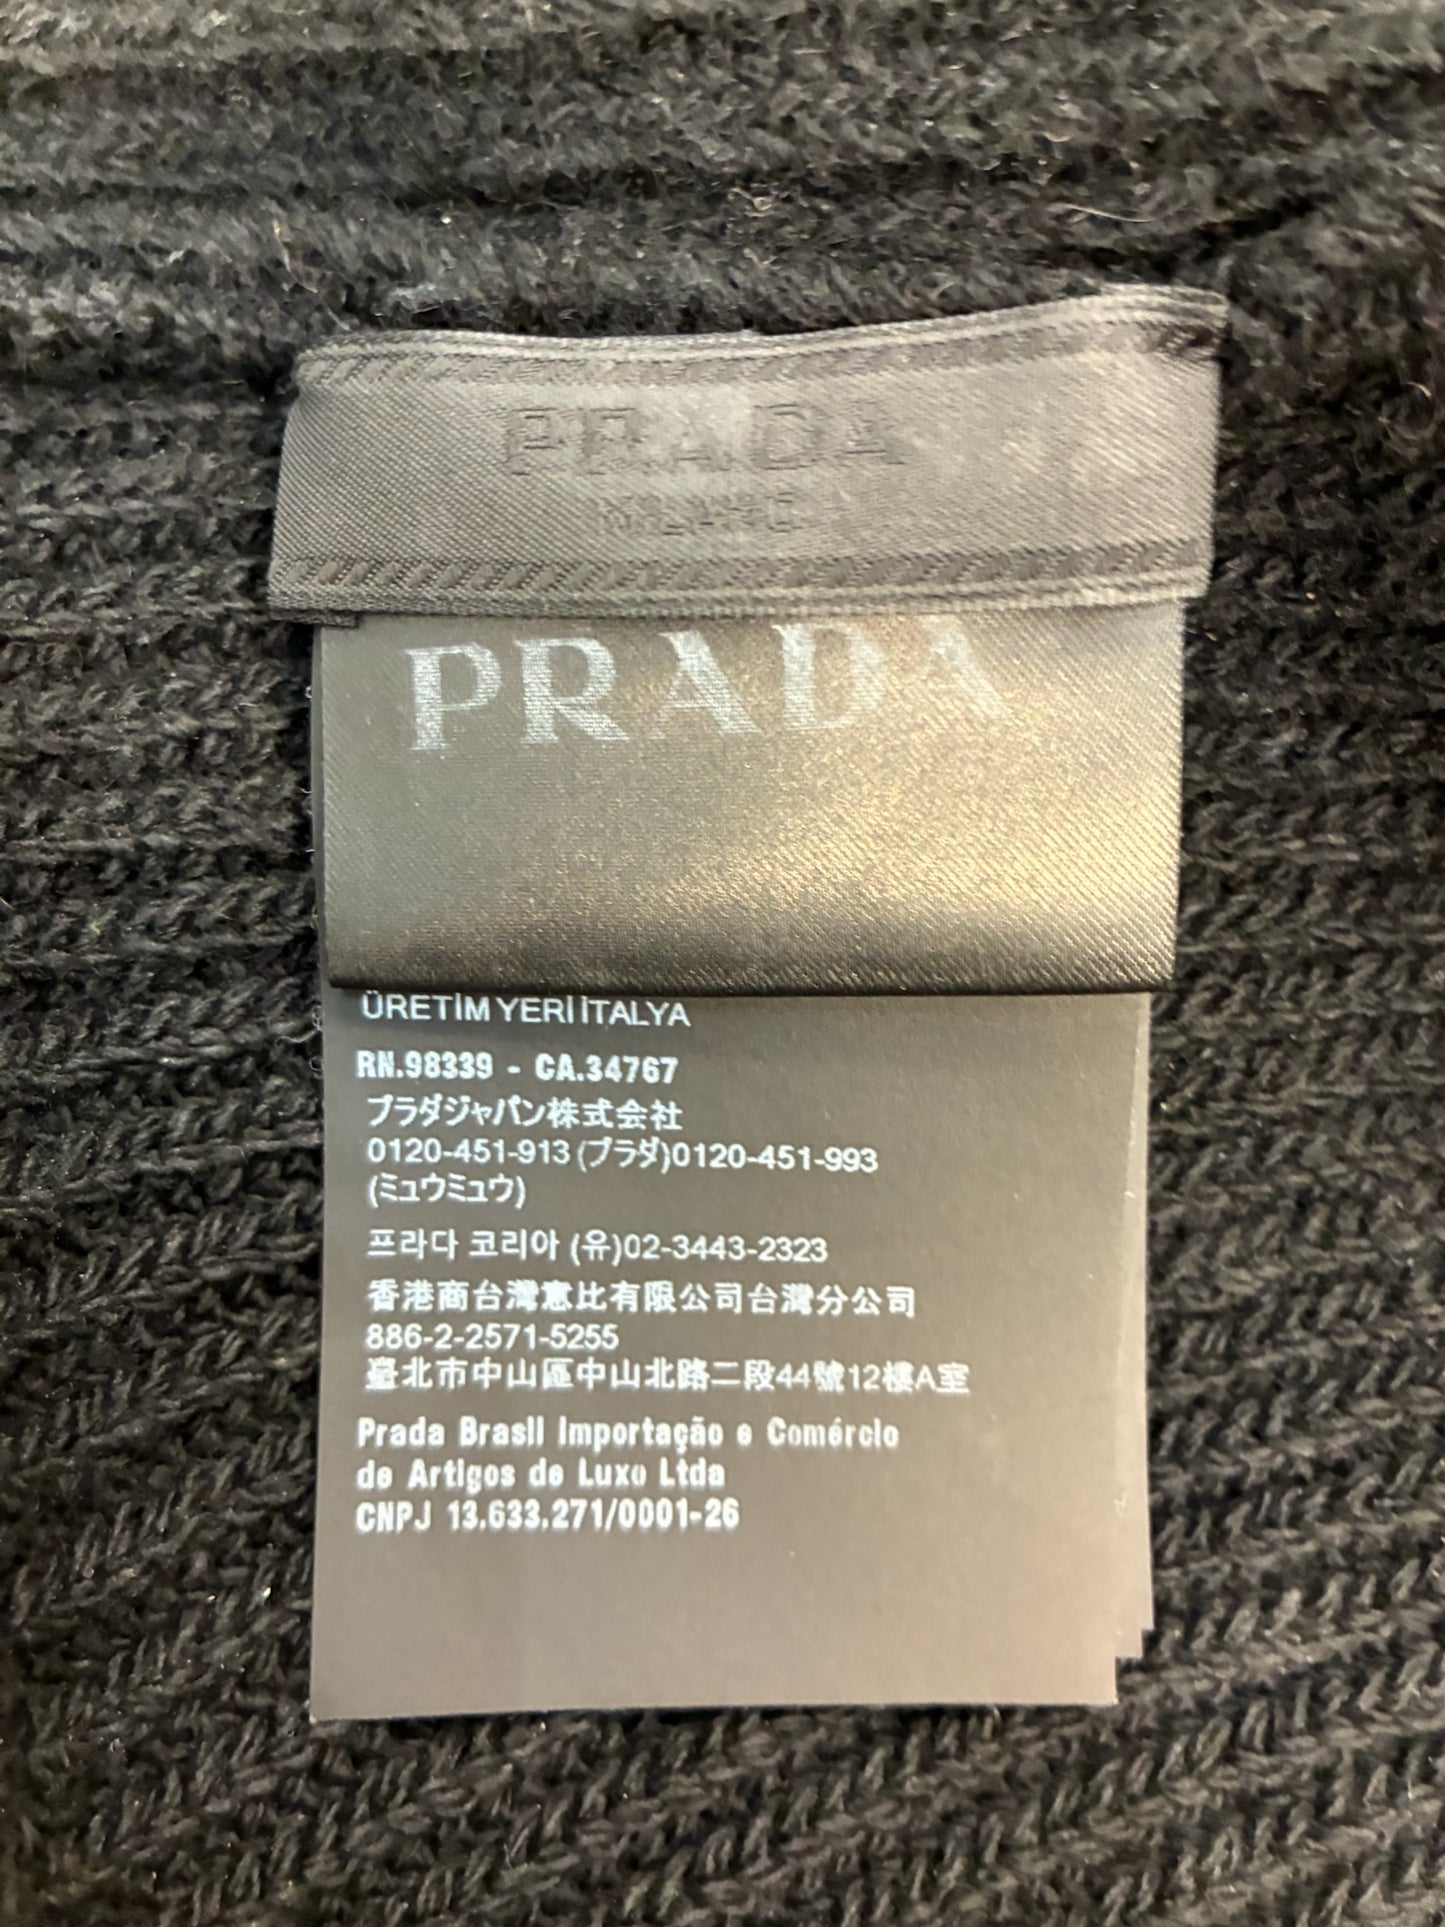 PRADA
MILANO
PRADA
ÜRETİM YERİ İTALYA
RN.98339 - CA.34767
プラダジャパン株式会社
0120-451-913 (プラダ)0120-451-993
(ミュウミュウ)
프라다 코리아 (유)02-3443-2323
香港商台灣惠比有限公司台灣分公司
886-2-2571-5255
臺北市中山區中山北路二段44號12樓A室
Prada Brasil Importação e Comércio
de Artigos de Luxo Ltda
CNPJ 13.633.271/0001-26